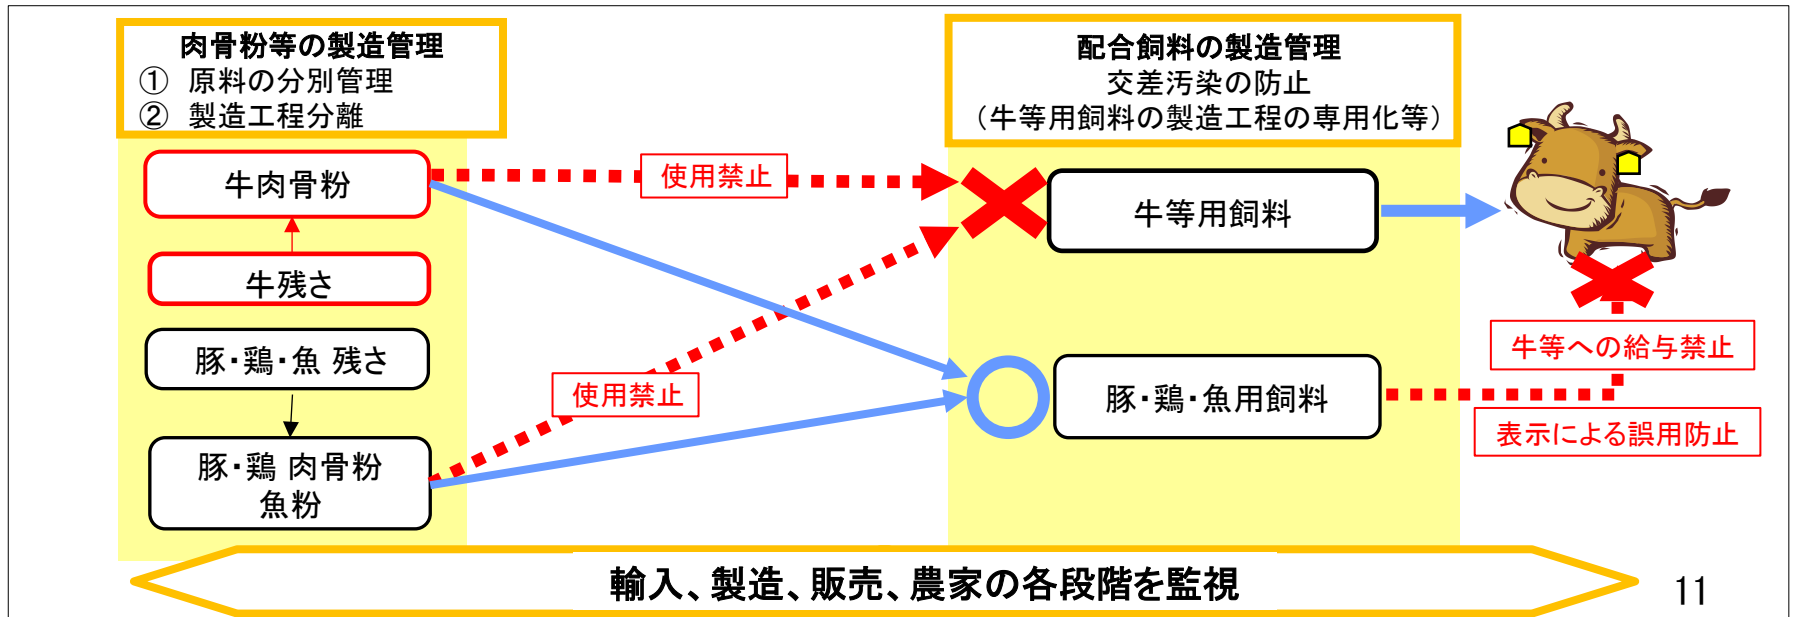 肉骨粉等の製造管理
① 原料の分別管理
② 製造工程分離
配合飼料の製造管理
交差汚染の防止
（牛等用飼料の製造工程の専用化等）
牛肉骨粉
使用禁止
牛等用飼料
牛残さ
豚・鶏・魚 残さ
使用禁止
豚・鶏・魚用飼料
牛等への給与禁止
表示による誤用防止
豚・鶏 肉骨粉
魚粉
輸入、製造、販売、農家の各段階を監視
11